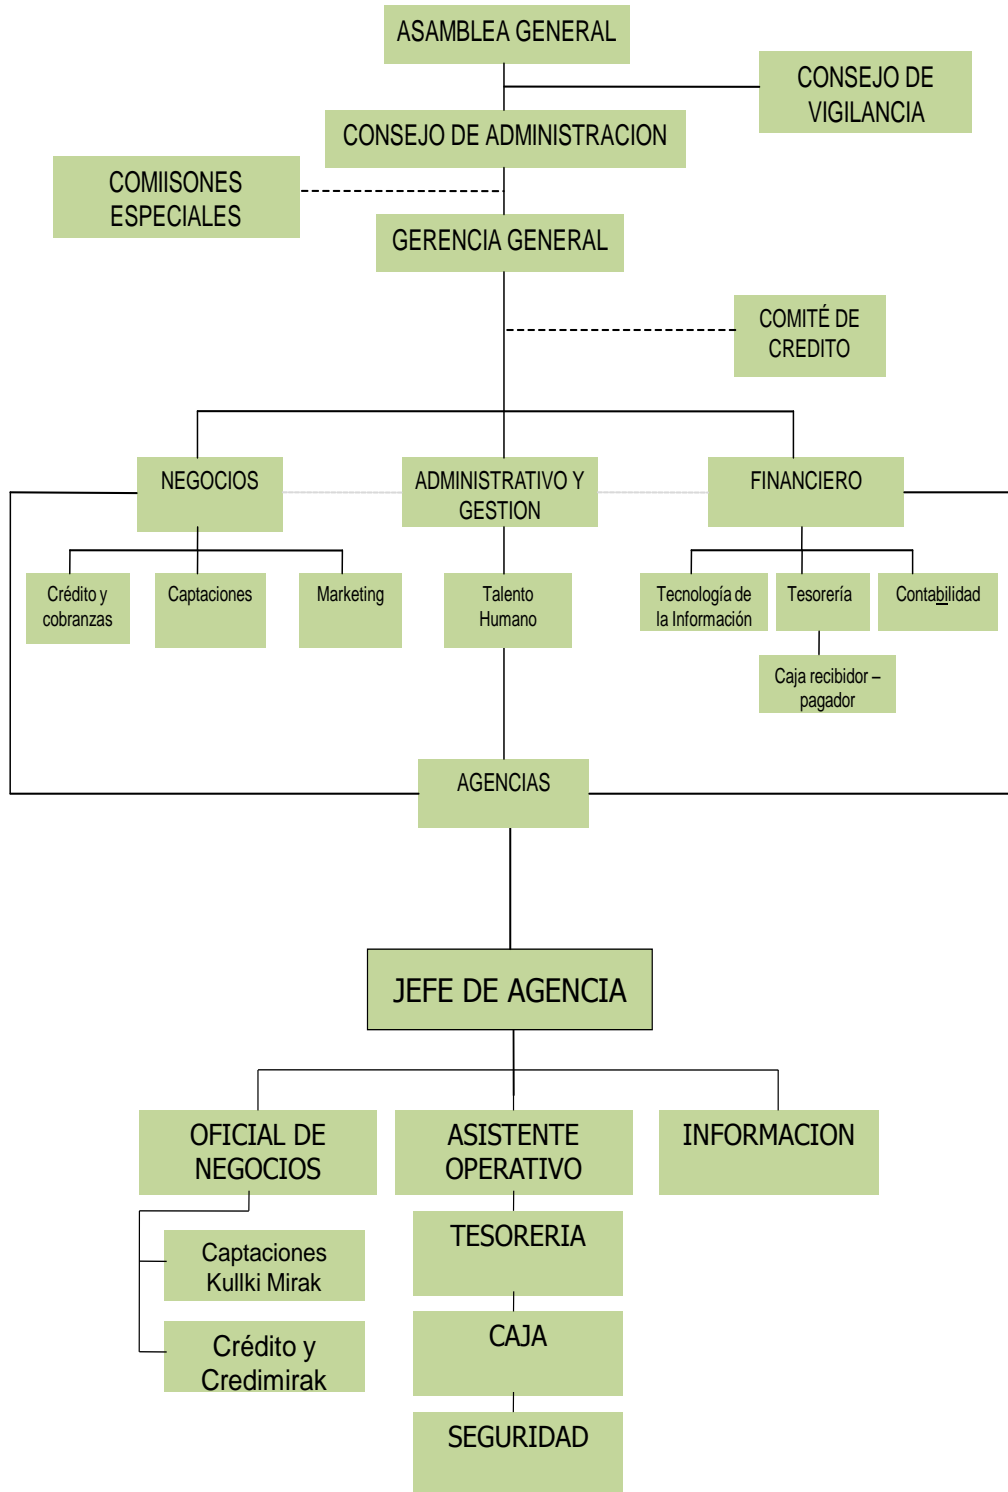 ASAMBLEA GENERAL
CONSEJO DE
VIGILANCIA
CONSEJO DE ADMINISTRACION
COMIISONES
ESPECIALES
GERENCIA GENERAL
COMITÉ DE
CREDITO
NEGOCIOS
ADMINISTRATIVO Y
GESTION
FINANCIERO
Crédito y
cobranzas
Captaciones
Marketing
Talento
Humano
Tecnología de
la Información
Tesorería
Contabilidad
Caja recibidor –
pagador
AGENCIAS
JEFE DE AGENCIA
OFICIAL DE
NEGOCIOS
ASISTENTE
OPERATIVO
INFORMACION
Captaciones
Kullki Mirak
Crédito y
Credimirak
TESORERIA
CAJA
SEGURIDAD